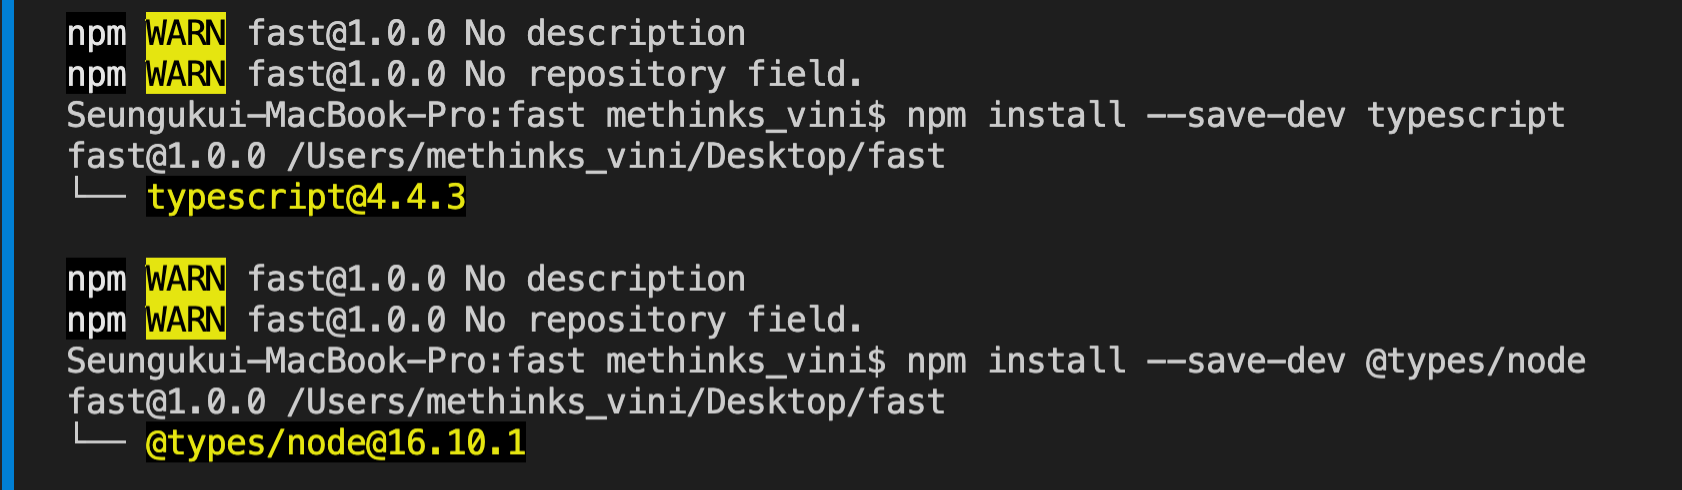 npm WARN fast@1.0.0 No description
npm WARN fast@1.0.0 No repository field.
Seungukui-MacBook-Pro:fast methinks_vini$ npm install --save-dev typescript
fast@1.0.0 /Users/methinks_vini/Desktop/fast
└── typescript@4.4.3
npm WARN fast@1.0.0 No description
npm WARN fast@1.0.0 No repository field.
Seungukui-MacBook-Pro:fast methinks_vini$ npm install --save-dev @types/node
fast@1.0.0 /Users/methinks_vini/Desktop/fast
└── @types/node@16.10.1